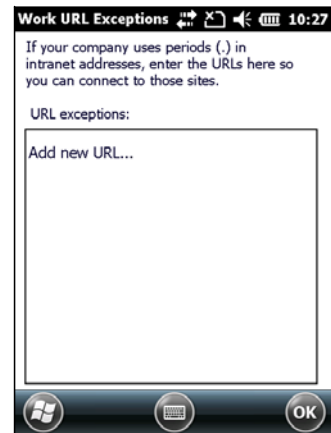 Work URL Exceptions 10:27
If your company uses periods (.) in
intranet addresses, enter the URLs here so
you can connect to those sites.
URL exceptions:
Add new URL...
OK